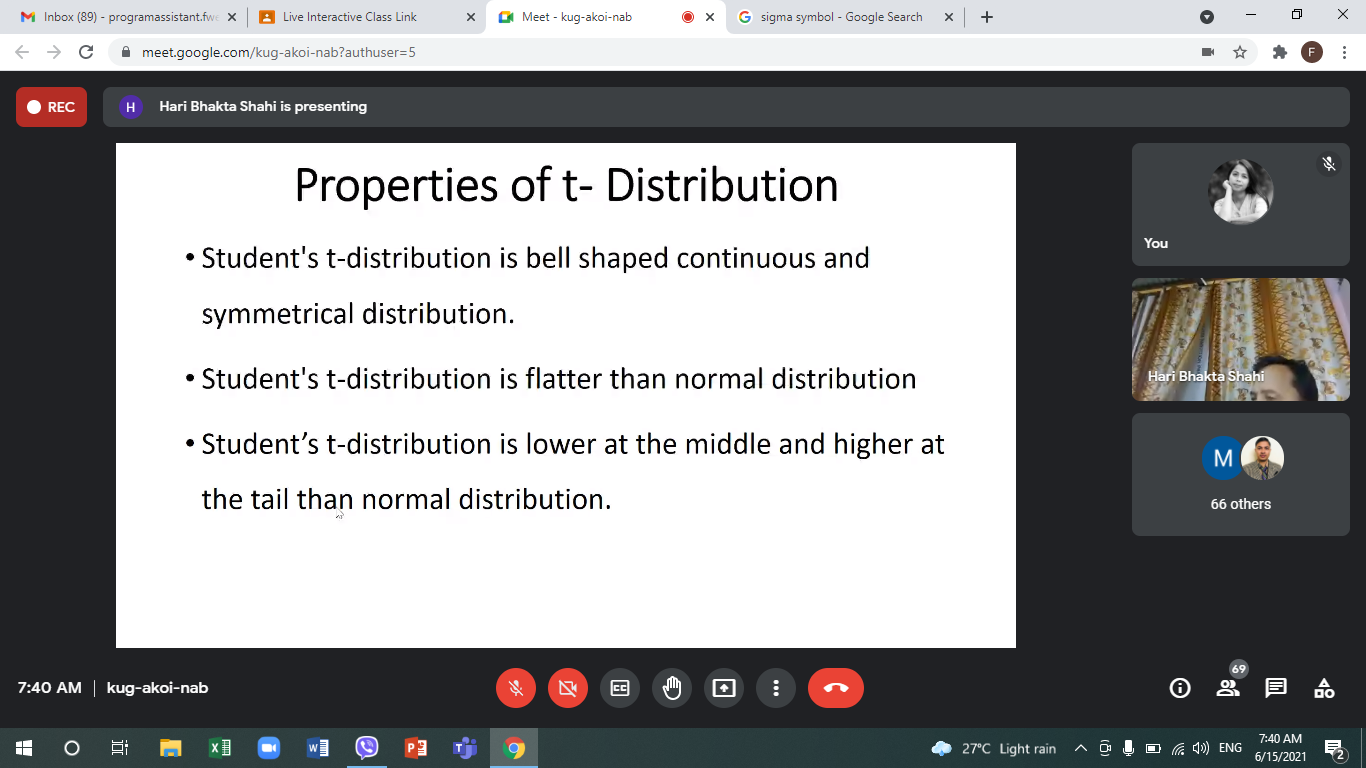 Inbox (89) - programassistant.fwe
Live Interactive Class Link
Meet - kug-akoi-nab
sigma symbol - Google Search
meet.google.com/kug-akoi-nab?authuser=5
F
REC
H
Hari Bhakta Shahi is presenting
Properties of t- Distribution
• Student's t-distribution is bell shaped continuous and
symmetrical distribution.
• Student's t-distribution is flatter than normal distribution
• Student’s t-distribution is lower at the middle and higher at
the tail than normal distribution.
You
Hari Bhakta Shahi
M
66 others
7:40 AM | kug-akoi-nab
CC
69
27°C Light rain
ENG
7:40 AM
6/15/2021
2